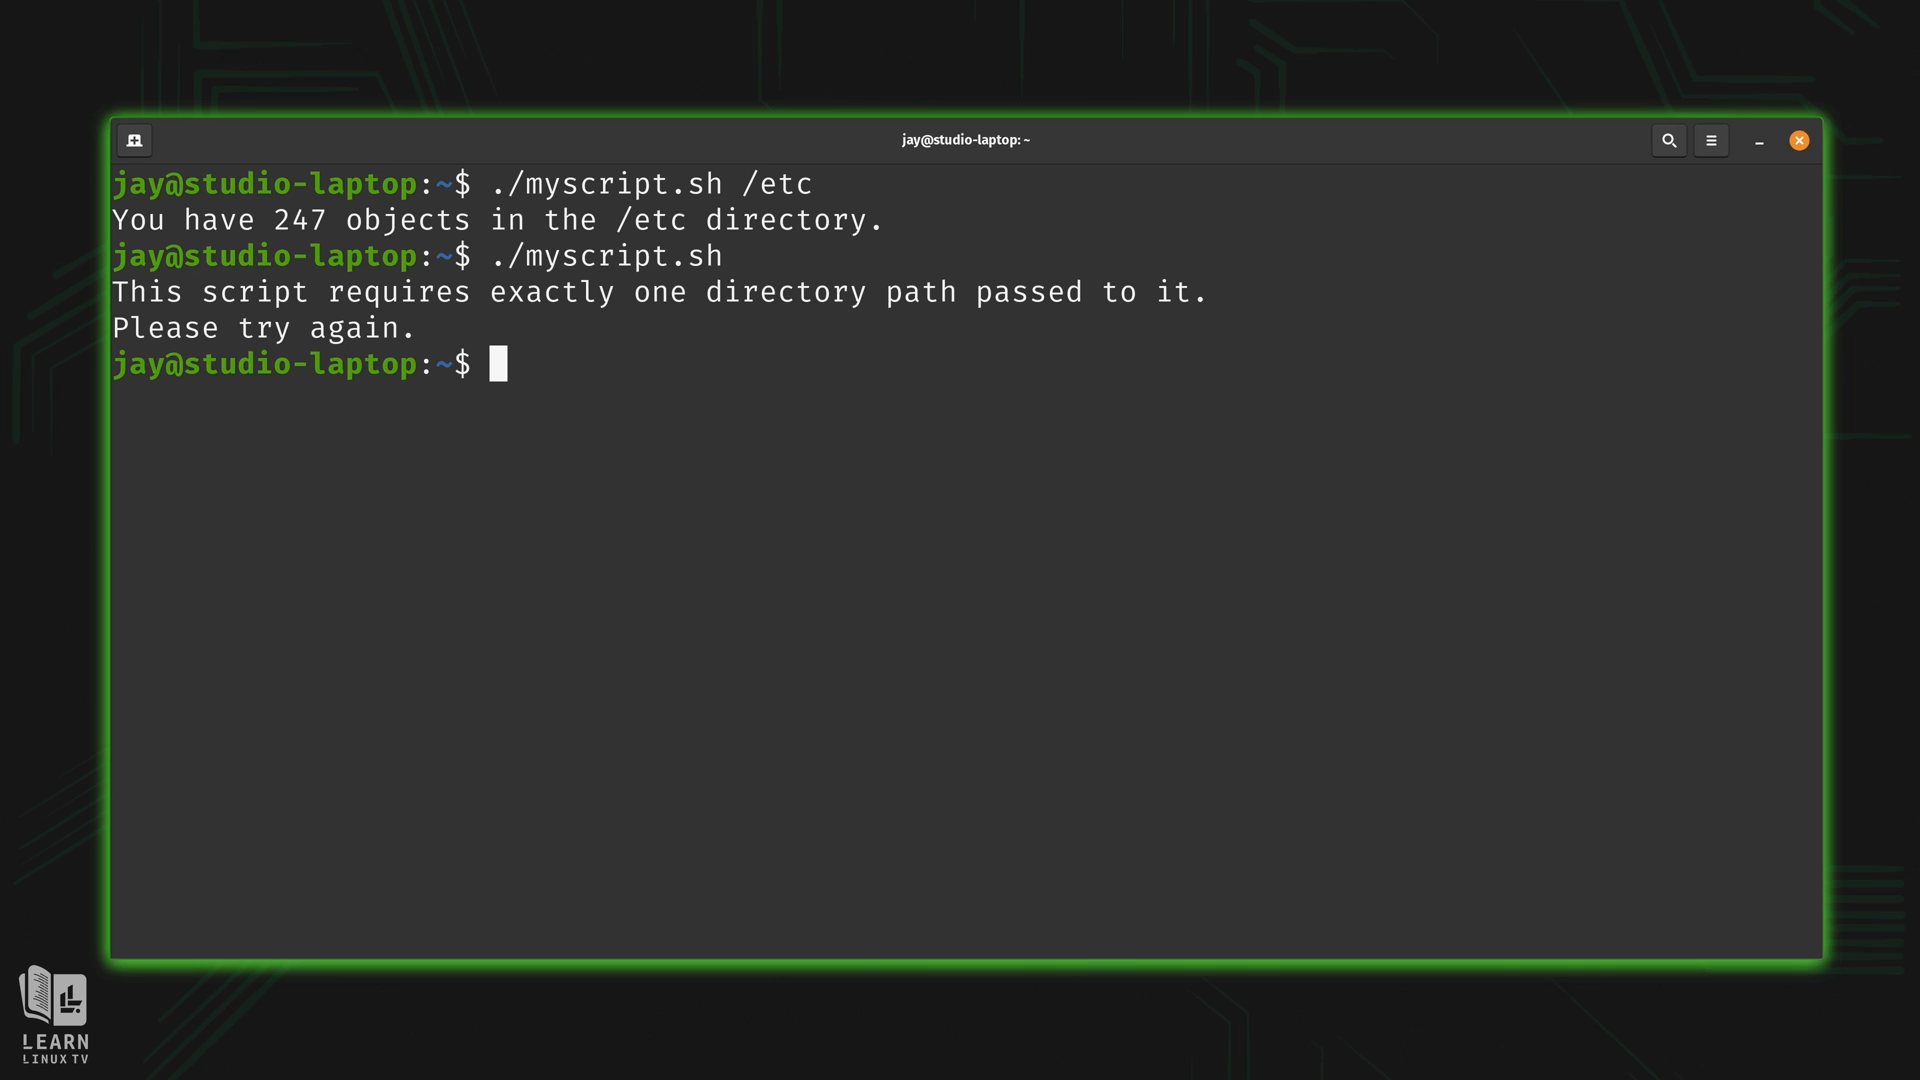 jay@studio-laptop: ~
jay@studio-laptop:~$ ./myscript.sh /etc
You have 247 objects in the /etc directory.
jay@studio-laptop:~$ ./myscript.sh
This script requires exactly one directory path passed to it.
Please try again.
jay@studio-laptop:~$
LEARN
LINUX TV